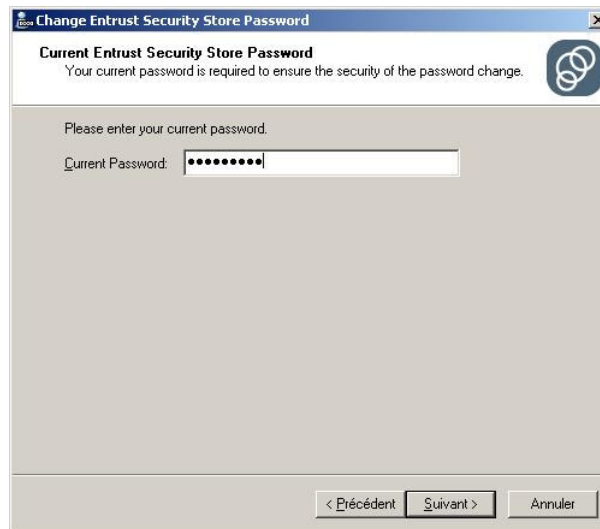 Change Entrust Security Store Password
Current Entrust Security Store Password
Your current password is required to ensure the security of the password change.
Please enter your current password.
Current Password: •••••••••
< Précédent Suivant > Annuler